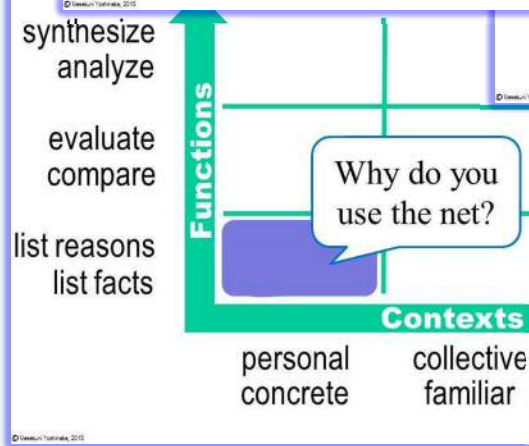 synthesize
analyze
evaluate
compare
list reasons
list facts
Functions
Why do you
use the net?
Contexts
personal
concrete
collective
familiar